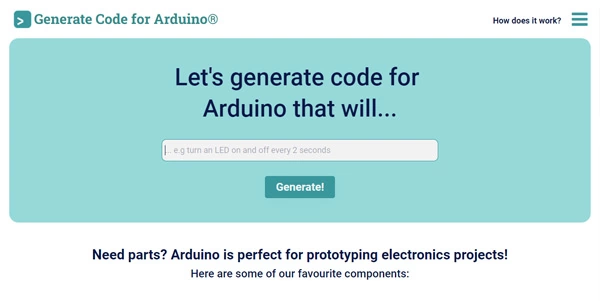 Generate Code for Arduino®
How does it work?
Let's generate code for
Arduino that will...
... e.g turn an LED on and off every 2 seconds
Generate!
Need parts? Arduino is perfect for prototyping electronics projects!
Here are some of our favourite components: